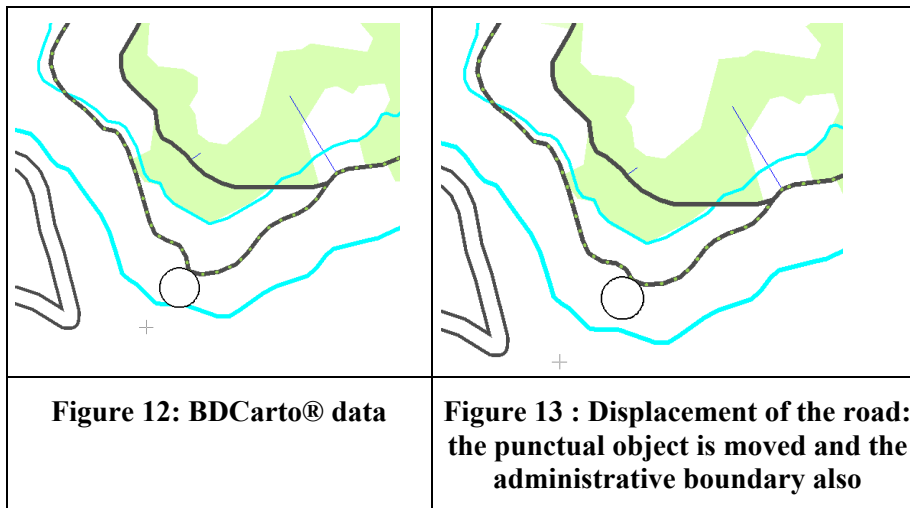 Figure 12: BDCarto® data
Figure 13 : Displacement of the road:
the punctual object is moved and the
administrative boundary also